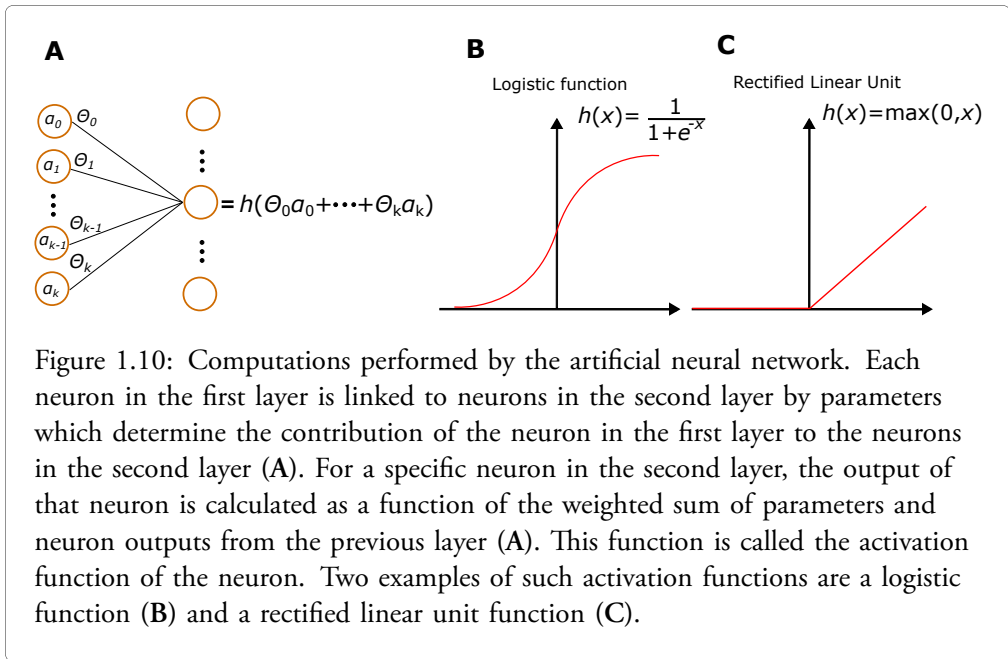 A
a₀ Θ₀
a₁ Θ₁
aₖ₋₁ Θₖ₋₁
aₖ Θₖ
= h(Θ₀a₀+⋯+Θₖaₖ)
B
Logistic function
h(x)= 1/(1+e⁻ˣ)
C
Rectified Linear Unit
h(x)=max(0,x)
Figure 1.10: Computations performed by the artificial neural network. Each
neuron in the first layer is linked to neurons in the second layer by parameters
which determine the contribution of the neuron in the first layer to the neurons
in the second layer (A). For a specific neuron in the second layer, the output of
that neuron is calculated as a function of the weighted sum of parameters and
neuron outputs from the previous layer (A). This function is called the activation
function of the neuron. Two examples of such activation functions are a logistic
function (B) and a rectified linear unit function (C).